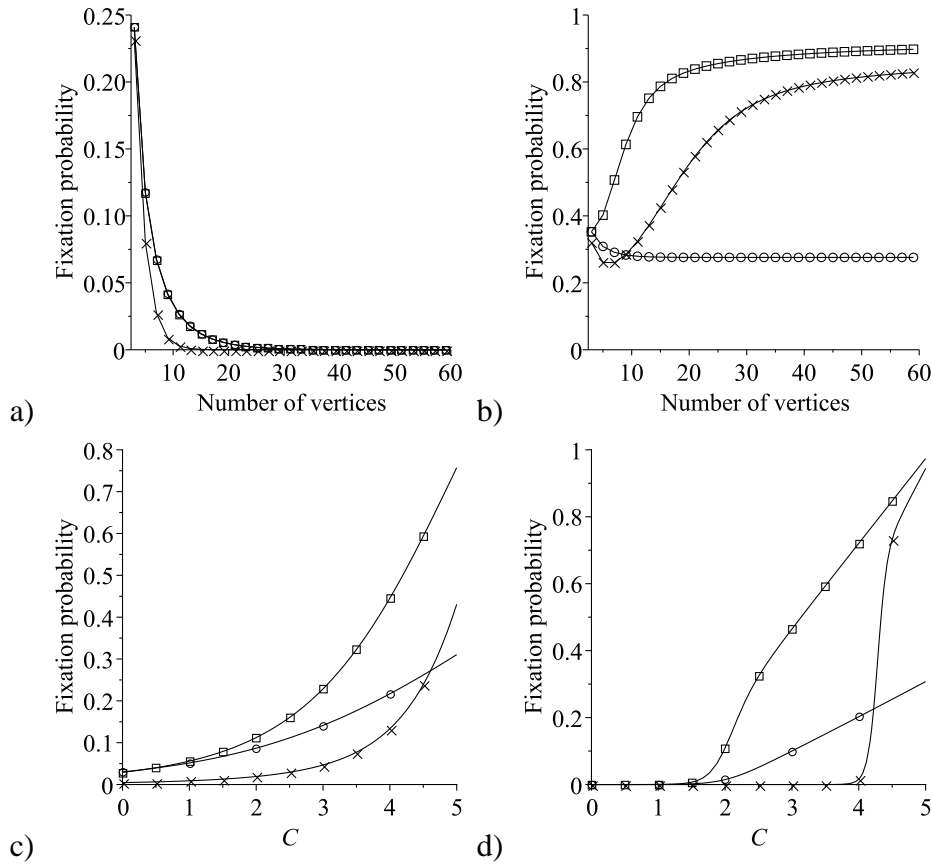 0.25
0.20
0.15
0.10
0.05
0
Fixation probability
10 20 30 40 50 60
Number of vertices
a)
1
0.8
0.6
0.4
0.2
0
Fixation probability
10 20 30 40 50 60
Number of vertices
b)
0.8
0.7
0.6
0.5
0.4
0.3
0.2
0.1
0
Fixation probability
0 1 2 3 4 5
C
c)
1
0.8
0.6
0.4
0.2
0
Fixation probability
0 1 2 3 4 5
C
d)